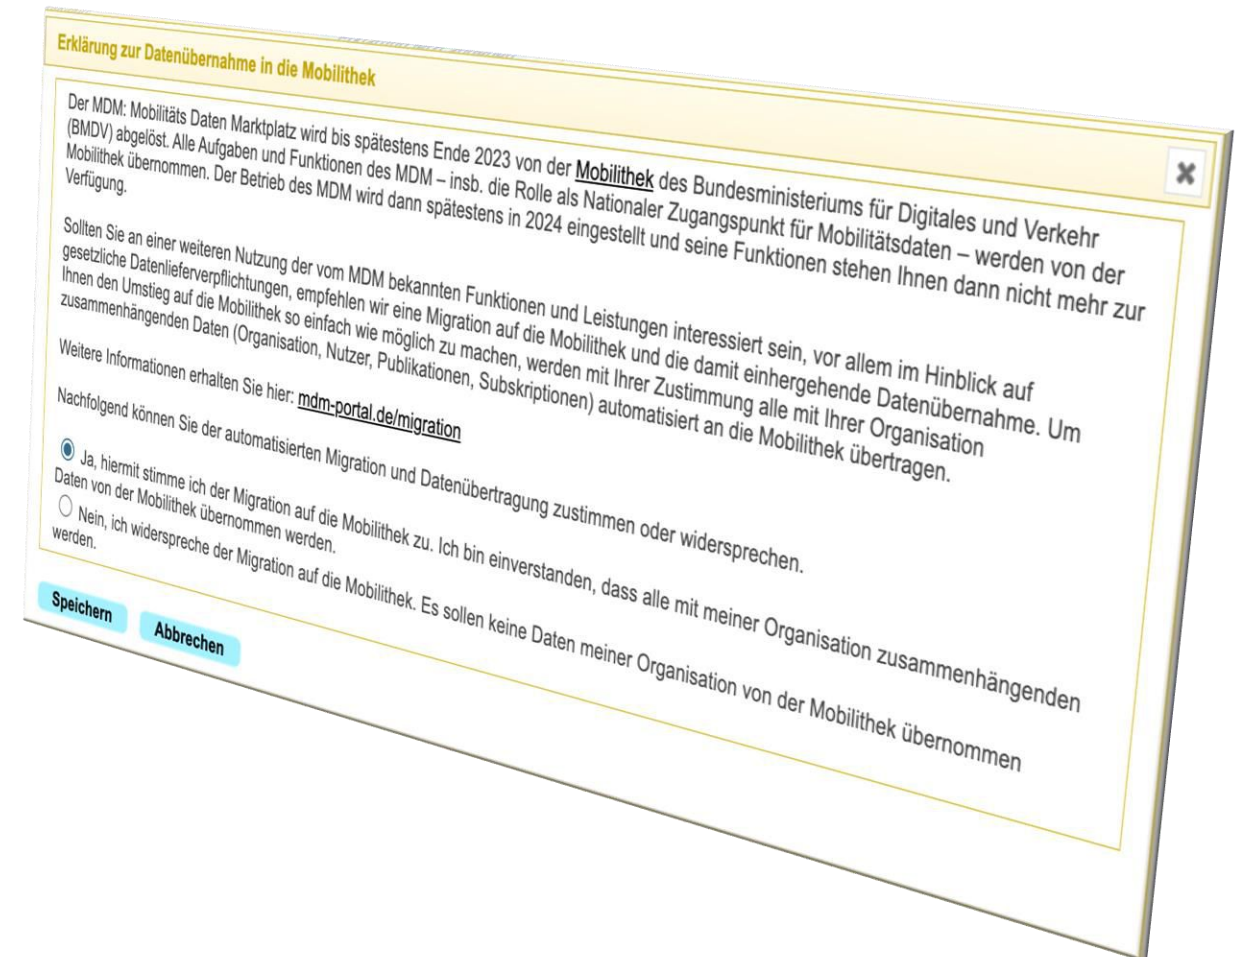 Erklärung zur Datenübernahme in die Mobilithek
Der MDM: Mobilitäts Daten Marktplatz wird bis spätestens Ende 2023 von der Mobilithek des Bundesministeriums für Digitales und Verkehr
(BMDV) abgelöst. Alle Aufgaben und Funktionen des MDM – insb. die Rolle als Nationaler Zugangspunkt für Mobilitätsdaten – werden von der
Mobilithek übernommen. Der Betrieb des MDM wird dann spätestens in 2024 eingestellt und seine Funktionen stehen Ihnen dann nicht mehr zur
Verfügung.
Sollten Sie an einer weiteren Nutzung der vom MDM bekannten Funktionen und Leistungen interessiert sein, vor allem im Hinblick auf
gesetzliche Datenlieferverpflichtungen, empfehlen wir eine Migration auf die Mobilithek und die damit einhergehende Datenübernahme. Um
Ihnen den Umstieg auf die Mobilithek so einfach wie möglich zu machen, werden mit Ihrer Zustimmung alle mit Ihrer Organisation
zusammenhängenden Daten (Organisation, Nutzer, Publikationen, Subskriptionen) automatisiert an die Mobilithek übertragen.
Weitere Informationen erhalten Sie hier: mdm-portal.de/migration
Nachfolgend können Sie der automatisierten Migration und Datenübertragung zustimmen oder widersprechen.
Ja, hiermit stimme ich der Migration auf die Mobilithek zu. Ich bin einverstanden, dass alle mit meiner Organisation zusammenhängenden
Daten von der Mobilithek übernommen werden.
Nein, ich widerspreche der Migration auf die Mobilithek. Es sollen keine Daten meiner Organisation von der Mobilithek übernommen
werden.
Speichern Abbrechen